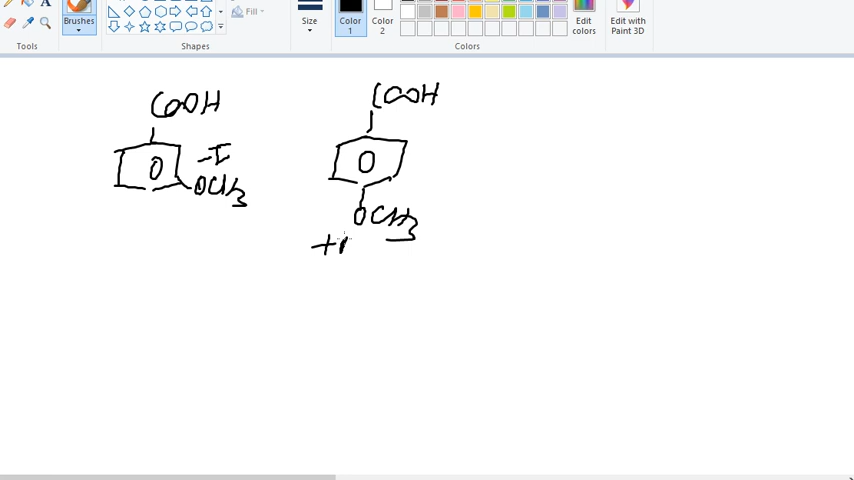 Brushes
Fill
Size
Color
1
Color
2
Edit
colors
Edit with
Paint 3D
Tools
Shapes
Colors
COOH
COOH
-I
OCH3
OCH3